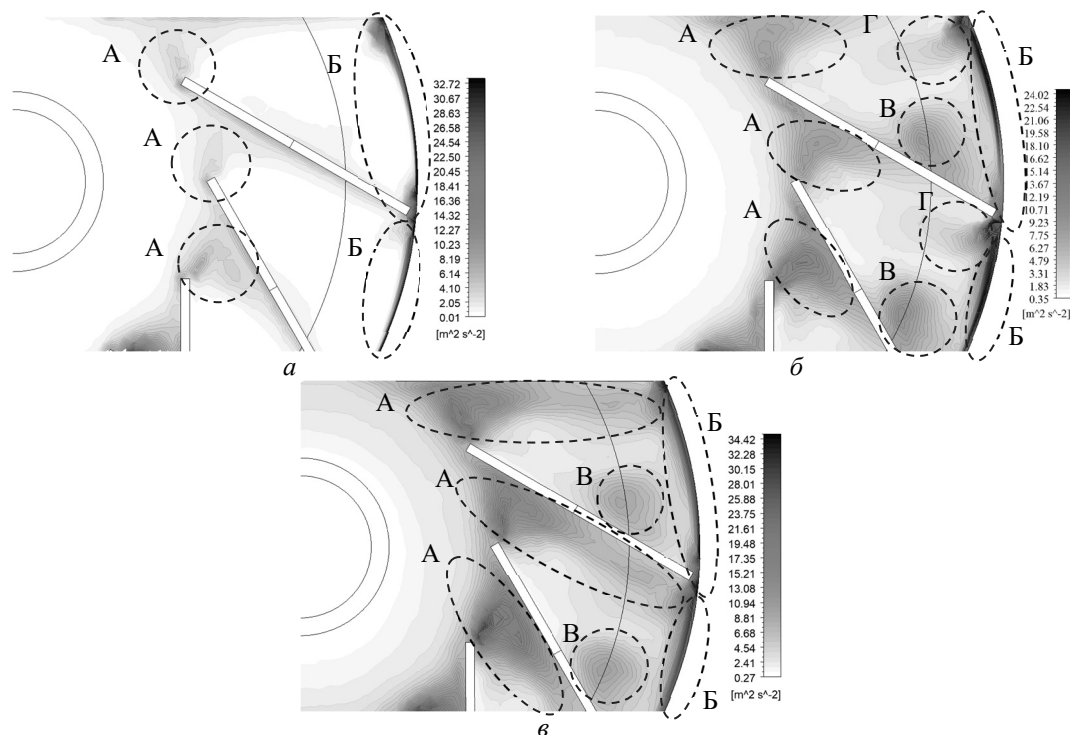 А
А
А
Б
Б
32.72
30.67
28.63
26.58
24.54
22.50
20.45
18.41
16.36
14.32
12.27
10.23
8.19
6.14
4.10
2.05
0.01
[m^2 s^-2]
а
А
Г
Б
В
А
Г
А
В
Б
24.02
22.54
21.06
19.58
18.10
16.62
15.14
13.67
12.19
10.71
9.23
7.75
6.27
4.79
3.31
1.83
0.35
[m^2 s^-2]
б
А
Б
В
А
А
В
Б
34.42
32.28
30.15
28.01
25.88
23.75
21.61
19.48
17.35
15.21
13.08
10.94
8.81
6.68
4.54
2.41
0.27
[m^2 s^-2]
в